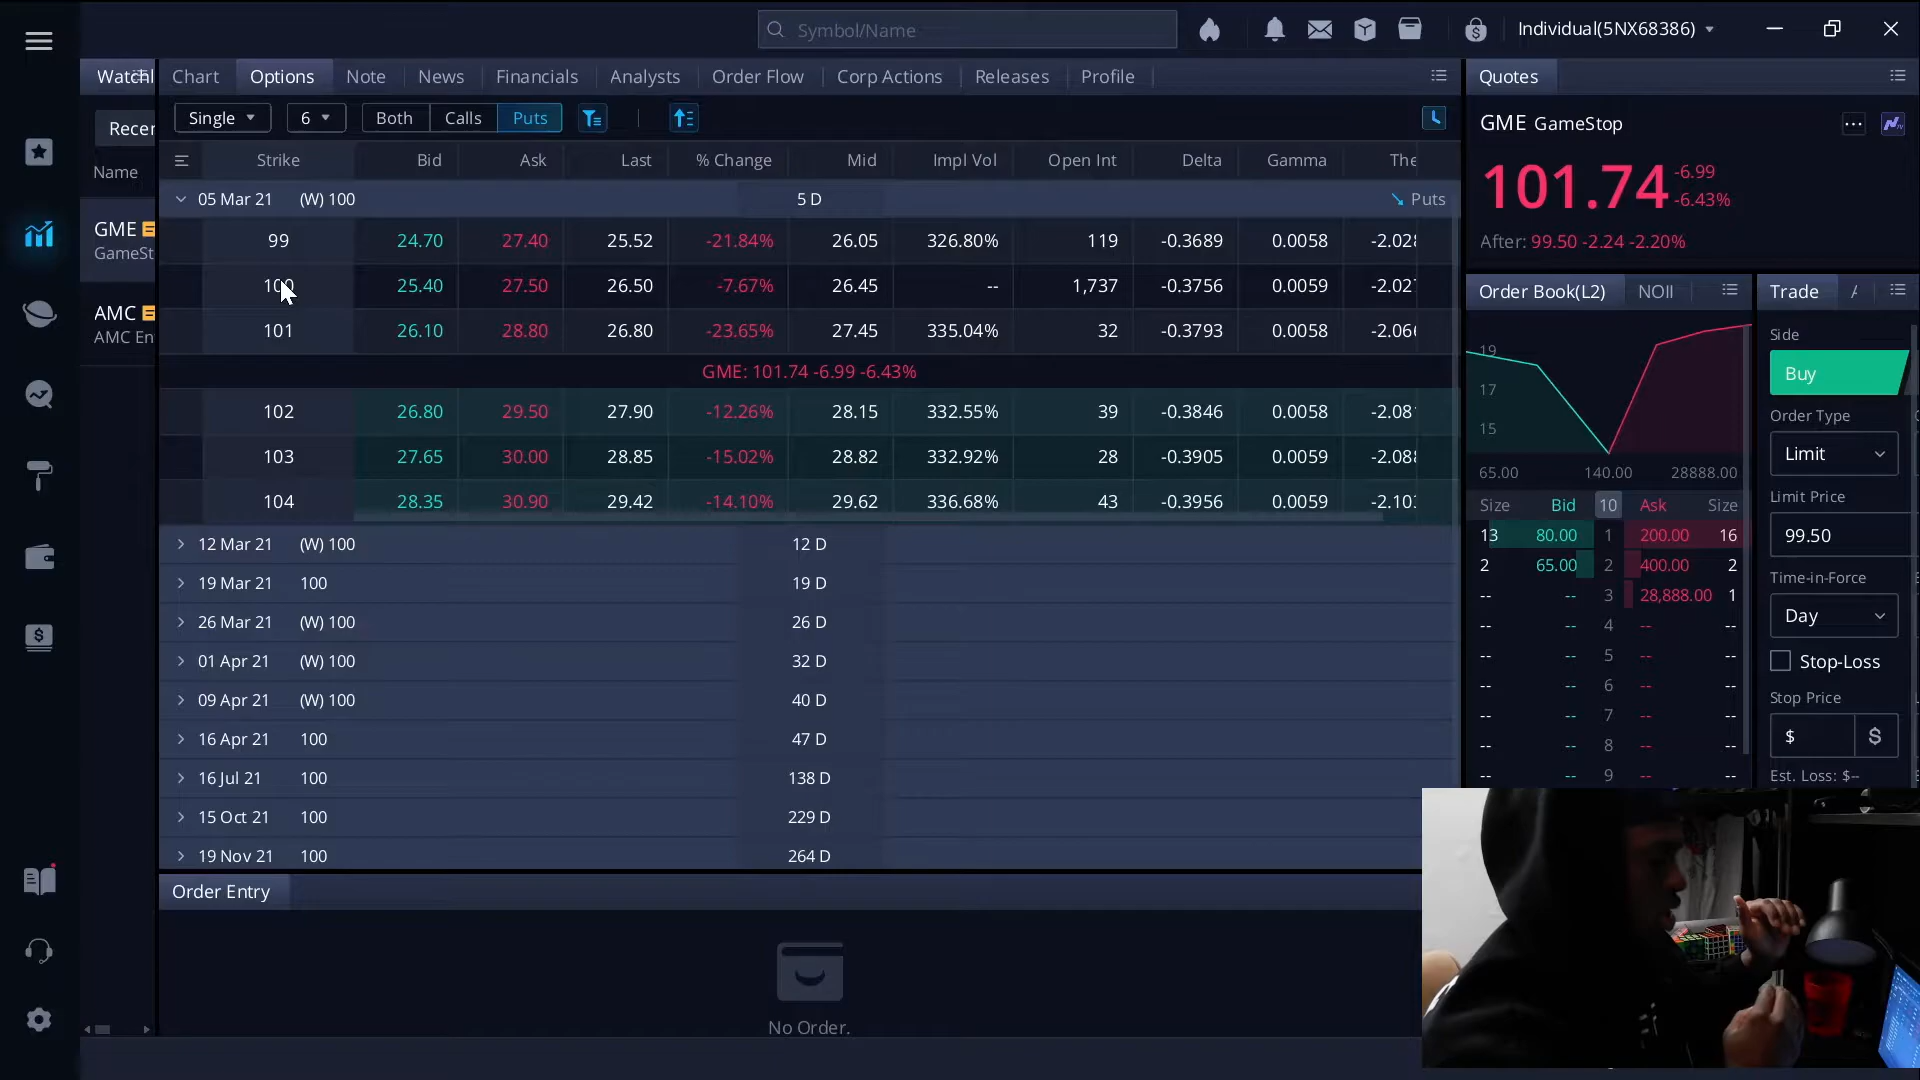 Symbol/Name
Individual(5NX68386)
Watchl
Chart
Options
Note
News
Financials
Analysts
Order Flow
Corp Actions
Releases
Profile
Quotes
Recer
Single
6
Both
Calls
Puts
GME GameStop
Name
Strike Bid Ask Last % Change Mid Impl Vol Open Int Delta Gamma The
101.74 -6.99 -6.43%
After: 99.50 -2.24 -2.20%
05 Mar 21 (W) 100 5 D Puts
GME
GameSt
AMC
AMC En
99 24.70 27.40 25.52 -21.84% 26.05 326.80% 119 -0.3689 0.0058 -2.028
100 25.40 27.50 26.50 -7.67% 26.45 -- 1,737 -0.3756 0.0059 -2.027
101 26.10 28.80 26.80 -23.65% 27.45 335.04% 32 -0.3793 0.0058 -2.066
GME: 101.74 -6.99 -6.43%
102 26.80 29.50 27.90 -12.26% 28.15 332.55% 39 -0.3846 0.0058 -2.081
103 27.65 30.00 28.85 -15.02% 28.82 332.92% 28 -0.3905 0.0059 -2.088
104 28.35 30.90 29.42 -14.10% 29.62 336.68% 43 -0.3956 0.0059 -2.103
12 Mar 21 (W) 100 12 D
19 Mar 21 100 19 D
26 Mar 21 (W) 100 26 D
01 Apr 21 (W) 100 32 D
09 Apr 21 (W) 100 40 D
16 Apr 21 100 47 D
16 Jul 21 100 138 D
15 Oct 21 100 229 D
19 Nov 21 100 264 D
Order Entry
No Order.
Order Book(L2)
NOII
19
17
15
65.00 140.00 28888.00
Size Bid 10 Ask Size
13 80.00 1 200.00 16
2 65.00 2 400.00 2
-- -- 3 28,888.00 1
-- -- 4 -- --
-- -- 5 -- --
-- -- 6 -- --
-- -- 7 -- --
-- -- 8 -- --
-- -- 9 -- --
Trade
Side
Buy
Order Type
Limit
Limit Price
99.50
Time-in-Force
Day
Stop-Loss
Stop Price
$ $
Est. Loss: $--